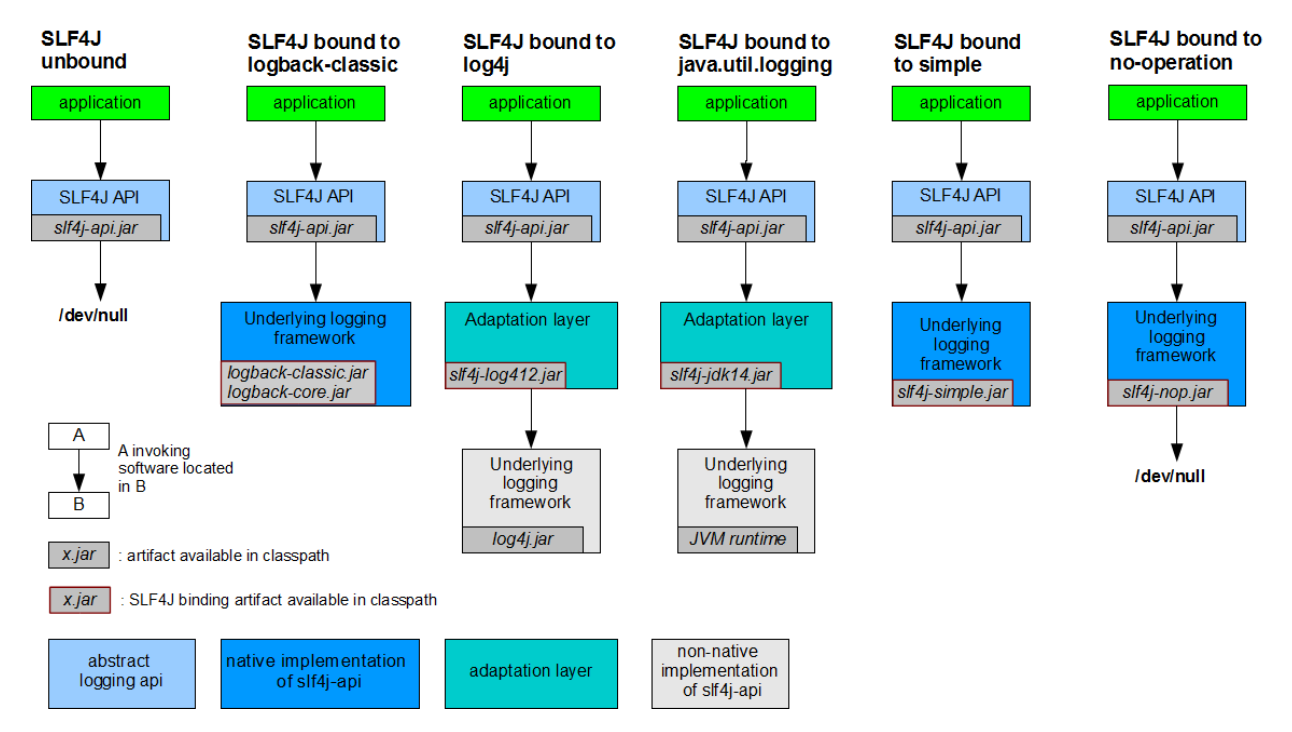 SLF4J
unbound
application
SLF4J API
slf4j-api.jar
/dev/null
SLF4J bound to
logback-classic
application
SLF4J API
slf4j-api.jar
Underlying logging
framework
logback-classic.jar
logback-core.jar
SLF4J bound to
log4j
application
SLF4J API
slf4j-api.jar
Adaptation layer
slf4j-log412.jar
Underlying
logging
framework
log4j.jar
SLF4J bound to
java.util.logging
application
SLF4J API
slf4j-api.jar
Adaptation layer
slf4j-jdk14.jar
Underlying
logging
framework
JVM runtime
SLF4J bound
to simple
application
SLF4J API
slf4j-api.jar
Underlying
logging
framework
slf4j-simple.jar
SLF4J bound to
no-operation
application
SLF4J API
slf4j-api.jar
Underlying
logging
framework
slf4j-nop.jar
/dev/null
A
B
A invoking
software located
in B
x.jar : artifact available in classpath
x.jar : SLF4J binding artifact available in classpath
abstract
logging api
native implementation
of slf4j-api
adaptation layer
non-native
implementation
of slf4j-api